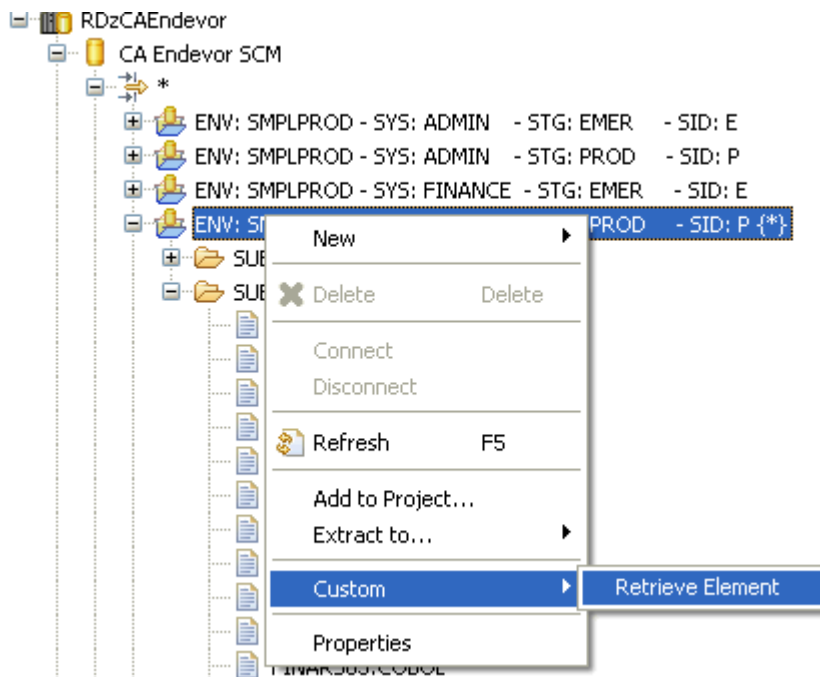 RDzCAEndevor
CA Endevor SCM
*
ENV: SMPLPROD - SYS: ADMIN - STG: EMER - SID: E
ENV: SMPLPROD - SYS: ADMIN - STG: PROD - SID: P
ENV: SMPLPROD - SYS: FINANCE - STG: EMER - SID: E
ENV: PROD - SID: P {*}
New
Delete Delete
Connect
Disconnect
Refresh F5
Add to Project...
Extract to...
Custom
Retrieve Element
Properties